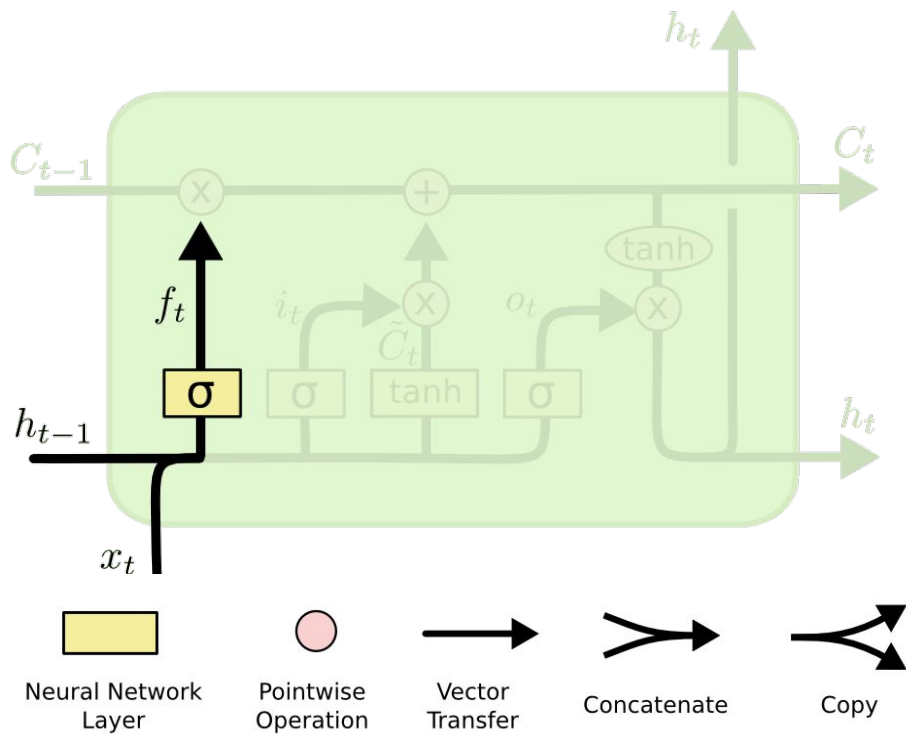 h_t
C_{t-1}
C_t
x
+
tanh
f_t
i_t
x
o_t
x
C̃_t
σ
σ
tanh
σ
h_{t-1}
h_t
x_t
Neural Network
Layer
Pointwise
Operation
Vector
Transfer
Concatenate
Copy